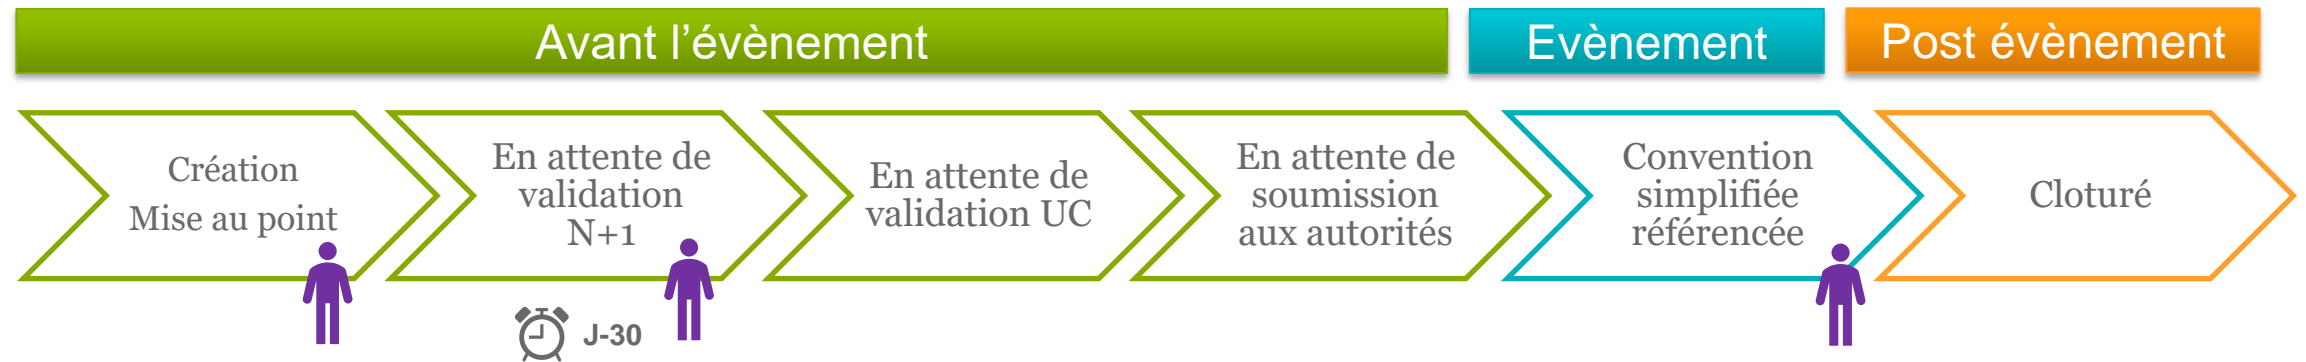 Avant l’évènement
Evènement
Post évènement
Création
Mise au point
En attente de
validation
N+1
En attente de
validation UC
En attente de
soumission
aux autorités
Convention
simplifiée
référencée
Cloturé
J-30